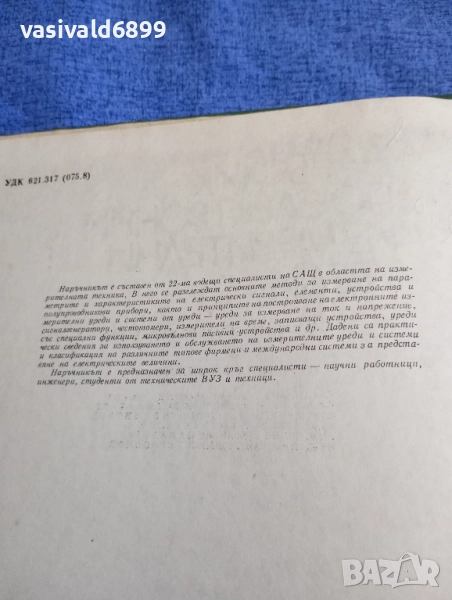 vasivald6899
УДК 621.317 (075.8)
Наръчникът е съставен от 22-ма водещи специалисти на САЩ в областта на изме-
рителната техника. В него се разглеждат основните методи за измерване на пара-
метрите и характеристиките на електрически сигнали, елементи, устройства и
полупроводникови прибори, както и принципите на построяване на електронните из-
мерителни уреди и системи от уреди — уреди за измерване на ток и напрежение,
сигналгенератори, честотомери, измерители на време, записващи устройства, уреди
със специални функции, микровълнови пасивни устройства и др. Дадени са практи-
чески сведения за използуването и обслужването на измерителните уреди и системи
и класификация на различните типове фирмени и международни системи за предста-
вяне на електрическите величини.
Наръчникът е предназначен за широк кръг специалисти — научни работници,
инженери, студенти от техническите ВУЗ и техници.
BAZAR.bg